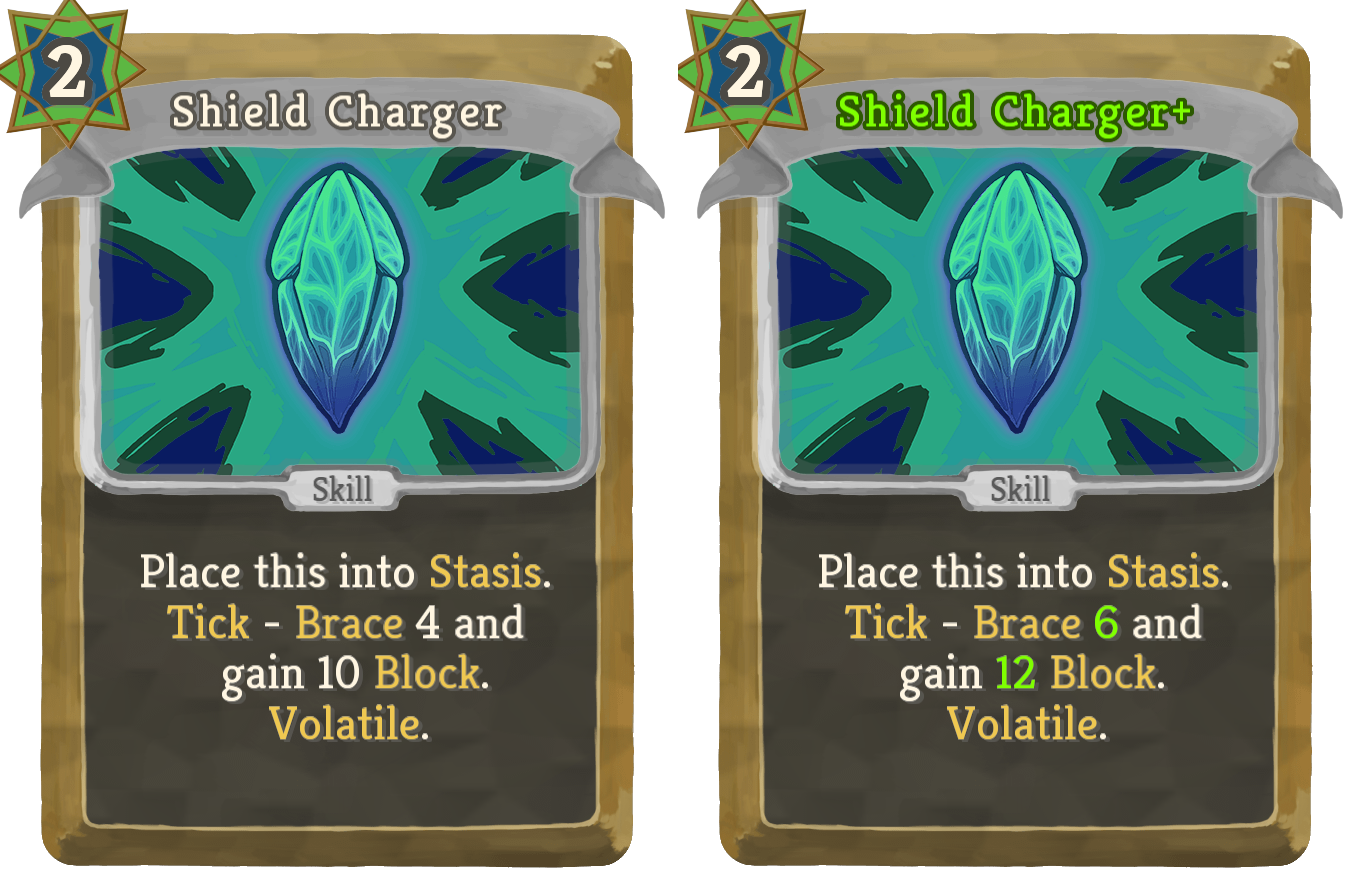 2
Shield Charger
Skill
Place this into Stasis.
Tick - Brace 4 and
gain 10 Block.
Volatile.
2
Shield Charger+
Skill
Place this into Stasis.
Tick - Brace 6 and
gain 12 Block.
Volatile.